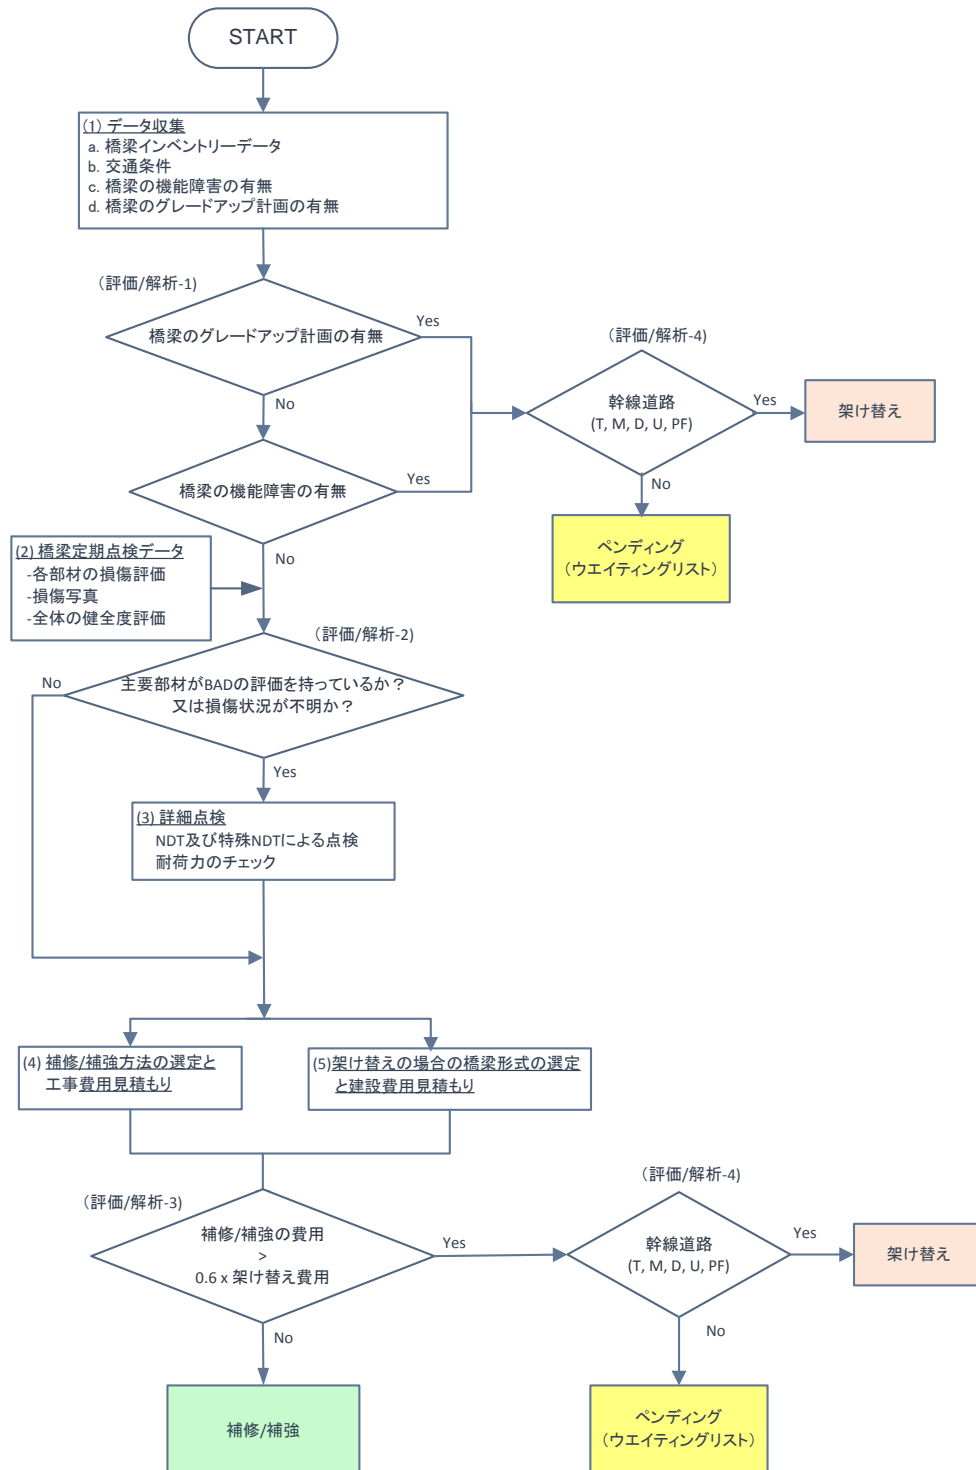 START
(1) データ収集
a. 橋梁インベントリーデータ
b. 交通条件
c. 橋梁の機能障害の有無
d. 橋梁のグレードアップ計画の有無
（評価/解析-1)
橋梁のグレードアップ計画の有無
Yes
No
（評価/解析-4)
幹線道路
(T, M, D, U, PF)
Yes
架け替え
No
ペンディング
（ウエイティングリスト）
橋梁の機能障害の有無
Yes
No
(2) 橋梁定期点検データ
-各部材の損傷評価
-損傷写真
-全体の健全度評価
（評価/解析-2)
主要部材がBADの評価を持っているか？
又は損傷状況が不明か？
No
Yes
(3) 詳細点検
NDT及び特殊NDTによる点検
耐荷力のチェック
(4) 補修/補強方法の選定と
工事費用見積もり
(5)架け替えの場合の橋梁形式の選定
と建設費用見積もり
（評価/解析-3)
補修/補強の費用
>
0.6 x 架け替え費用
Yes
No
（評価/解析-4)
幹線道路
(T, M, D, U, PF)
Yes
架け替え
No
補修/補強
ペンディング
（ウエイティングリスト）